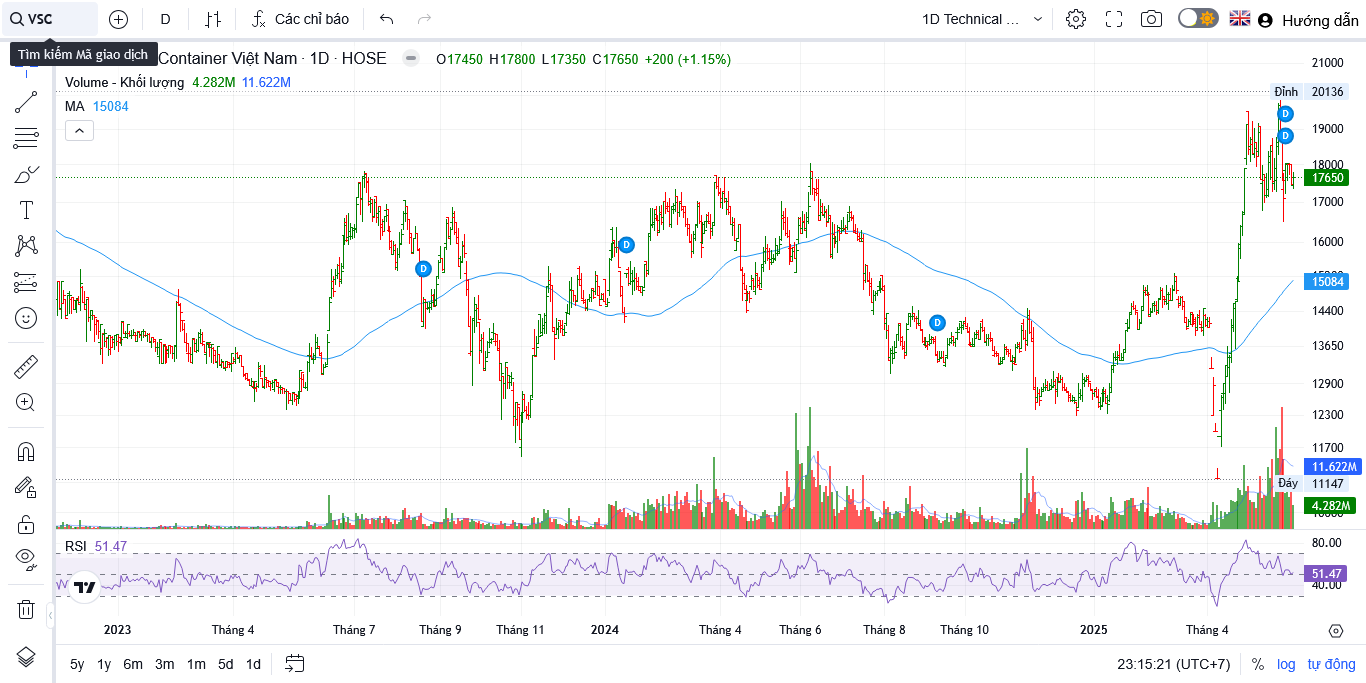 VSC D Các chỉ báo 1D Technical ... Hướng dẫn
Tìm kiếm Mã giao dịch
Container Việt Nam · 1D · HOSE O17450 H17800 L17350 C17650 +200 (+1.15%)
Volume - Khối lượng 4.282M 11.622M
MA 15084
21000
Đỉnh 20136
D
19000
D
18000
17650
17000
16000
D
D
15084
14400
D
13650
12900
12300
11700
11.622M
Đáy 11147
4.282M
RSI 51.47
80.00
51.47
40.00
2023 Tháng 4 Tháng 7 Tháng 9 Tháng 11 2024 Tháng 4 Tháng 6 Tháng 8 Tháng 10 2025 Tháng 4
5y 1y 6m 3m 1m 5d 1d 23:15:21 (UTC+7) % log tự động